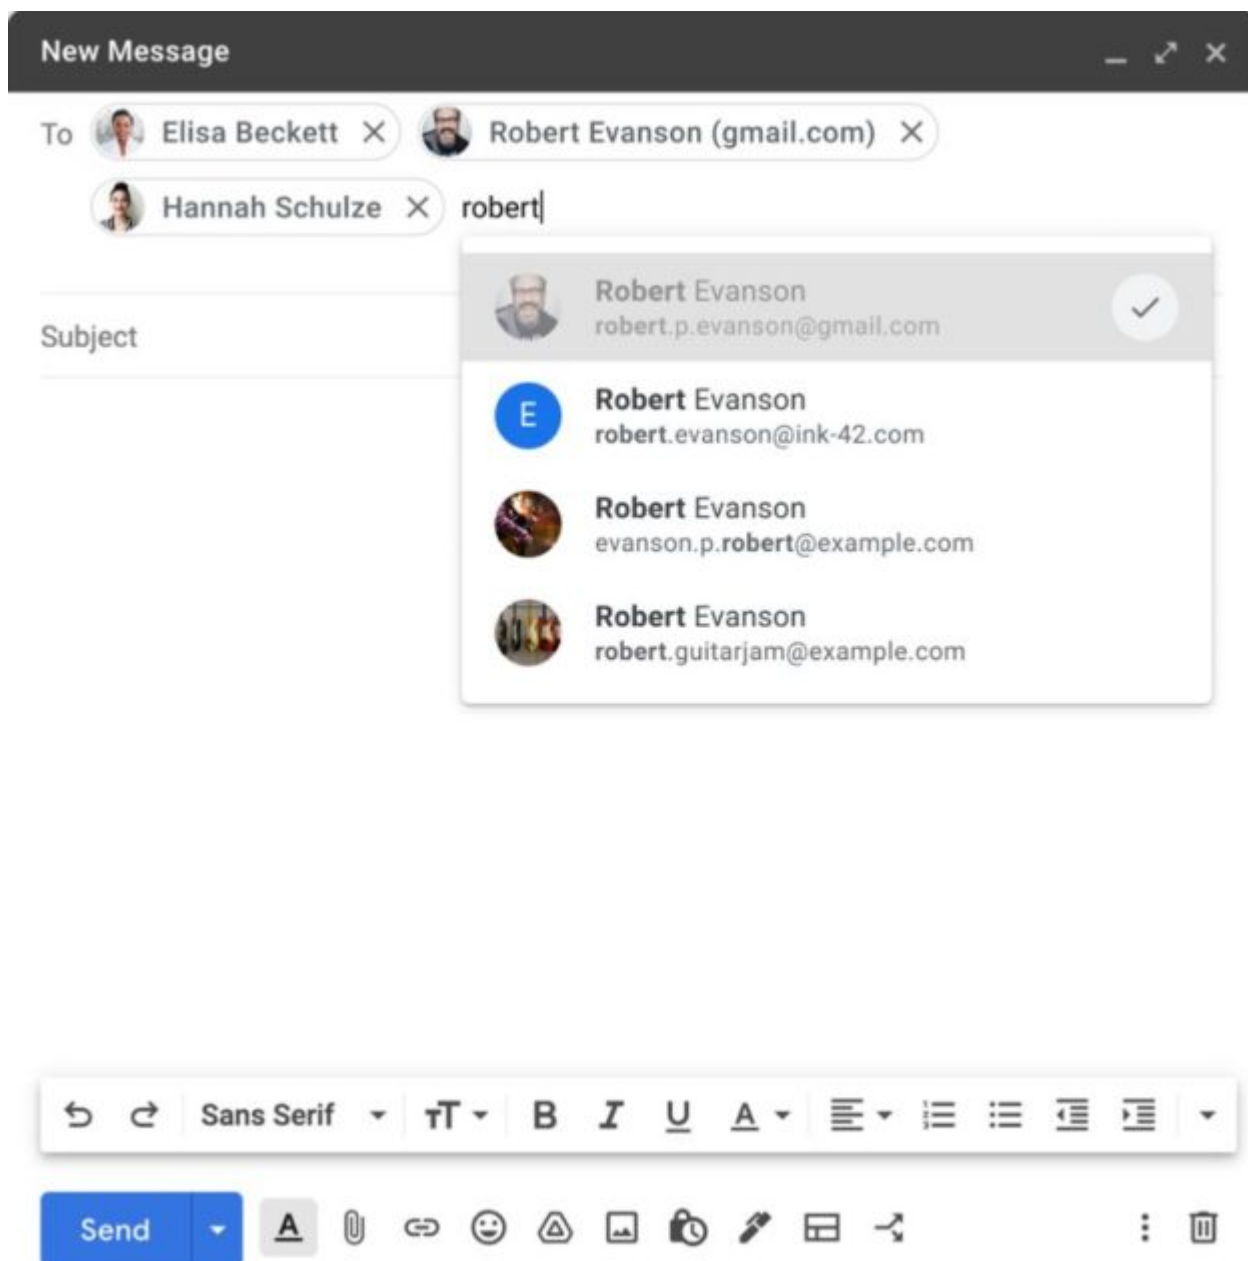 New Message
To Elisa Beckett Robert Evanson (gmail.com)
Hannah Schulze robert
Robert Evanson
robert.p.evanson@gmail.com
Subject
E
Robert Evanson
robert.evanson@ink-42.com
Robert Evanson
evanson.p.robert@example.com
Robert Evanson
robert.guitarjam@example.com
Sans Serif TT B I U A
Send A